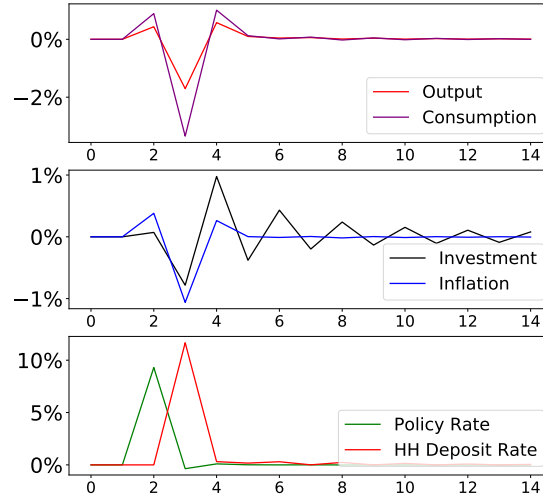 0%
−2%
Output
Consumption
0 2 4 6 8 10 12 14
1%
0%
−1%
Investment
Inflation
0 2 4 6 8 10 12 14
10%
5%
0%
Policy Rate
HH Deposit Rate
0 2 4 6 8 10 12 14